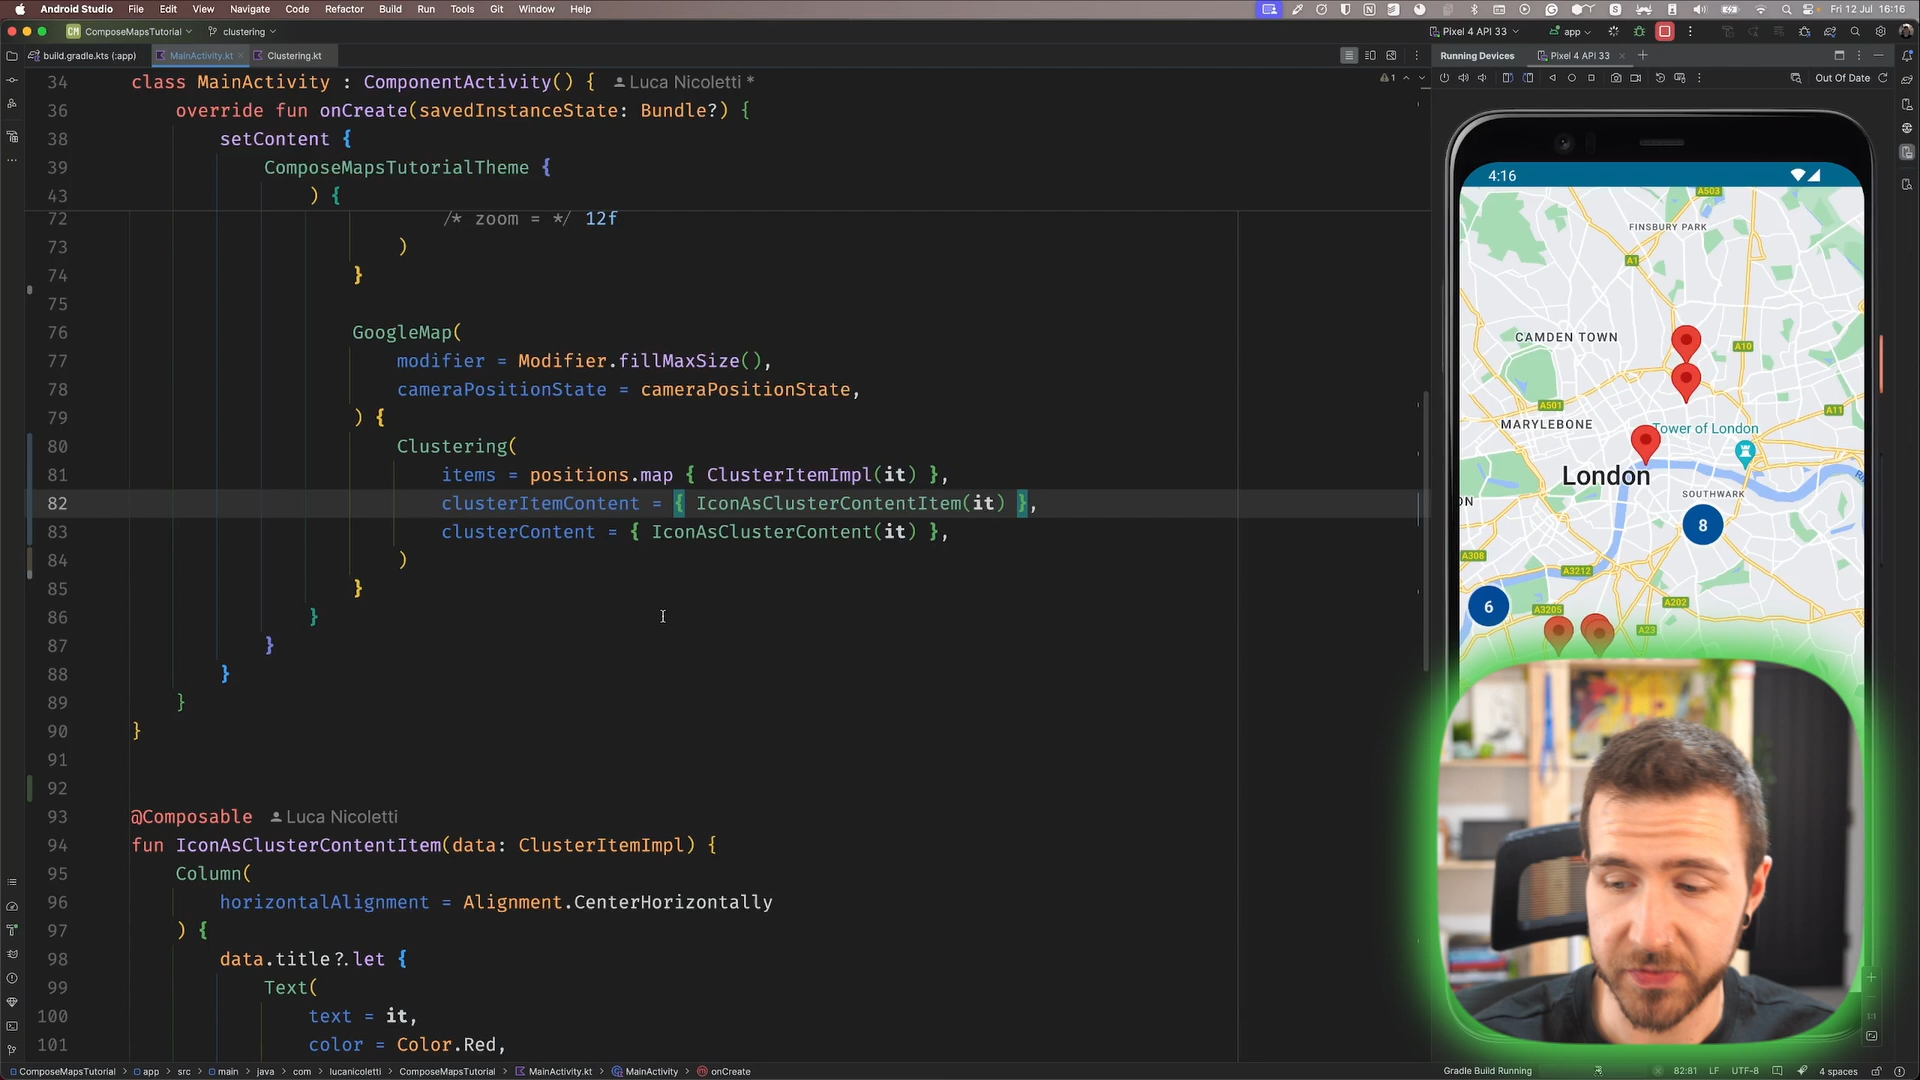 Android Studio File Edit View Navigate Code Refactor Build Run Tools Git Window Help Fri 12 Jul 16:16
CM ComposeMapsTutorial clustering Pixel 4 API 33 app
build.gradle.kts (:app) MainActivity.kt Clustering.kt Running Devices Pixel 4 API 33
Out Of Date
34 class MainActivity : ComponentActivity() { Luca Nicoletti *
1
36 override fun onCreate(savedInstanceState: Bundle?) {
38 setContent {
39 ComposeMapsTutorialTheme {
43 ) {
72 /* zoom = */ 12f
73 )
74 }
75
76 GoogleMap(
77 modifier = Modifier.fillMaxSize(),
78 cameraPositionState = cameraPositionState,
79 ) {
80 Clustering(
81 items = positions.map { ClusterItemImpl(it) },
82 clusterItemContent = { IconAsClusterContentItem(it) },
83 clusterContent = { IconAsClusterContent(it) },
84 )
85 }
86 }
87 }
88 }
89 }
90 }
91
92
93 @Composable Luca Nicoletti
94 fun IconAsClusterContentItem(data: ClusterItemImpl) {
95 Column(
96 horizontalAlignment = Alignment.CenterHorizontally
97 ) {
98 data.title?.let {
99 Text(
100 text = it,
101 color = Color.Red,
4:16
A503
FINSBURY PARK
A1
CAMDEN TOWN
A10
A501
A11
MARYLEBONE
Tower of London
London
SOUTHWARK
ON
8
A308
A3212
6
A3205
A202
A23
1:1
ComposeMapsTutorial app src main java com lucanicoletti ComposeMapsTutorial MainActivity.kt MainActivity onCreate Gradle Build Running 82:81 LF UTF-8 4 spaces